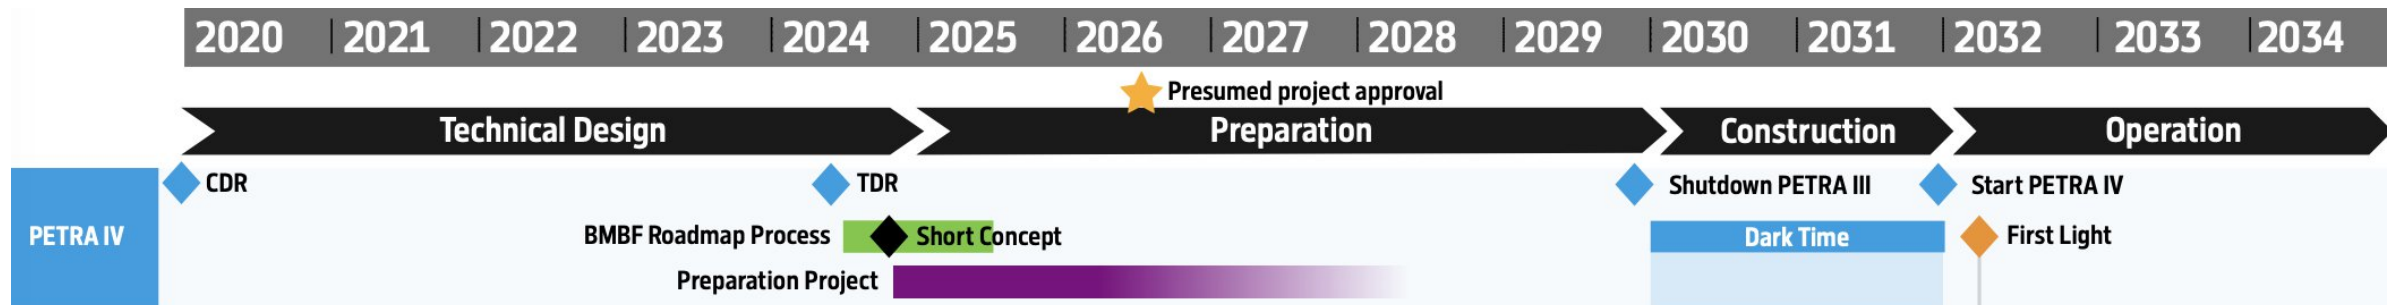 2020 2021 2022 2023 2024 2025 2026 2027 2028 2029 2030 2031 2032 2033 2034
Presumed project approval
Technical Design Preparation Construction Operation
CDR TDR Shutdown PETRA III Start PETRA IV
PETRA IV BMBF Roadmap Process Short Concept Dark Time First Light
Preparation Project